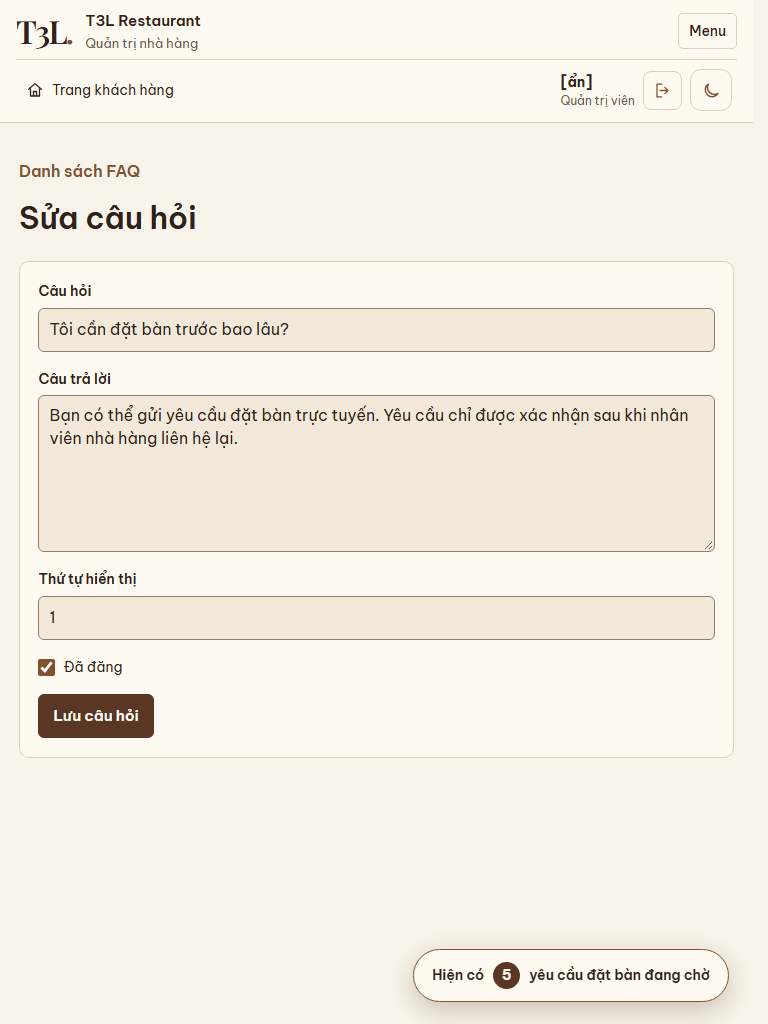 T3L.
T3L Restaurant
Quản trị nhà hàng
Menu
Trang khách hàng
[ẩn]
Quản trị viên
Danh sách FAQ
Sửa câu hỏi
Câu hỏi
Tôi cần đặt bàn trước bao lâu?
Câu trả lời
Bạn có thể gửi yêu cầu đặt bàn trực tuyến. Yêu cầu chỉ được xác nhận sau khi nhân
viên nhà hàng liên hệ lại.
Thứ tự hiển thị
1
Đã đăng
Lưu câu hỏi
Hiện có 5 yêu cầu đặt bàn đang chờ